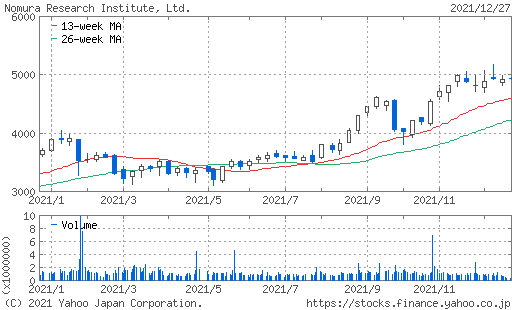 Nomura Research Institute, Ltd. 2021/12/27
6000
13-week MA
26-week MA
5000
4000
3000
2021/1 2021/3 2021/5 2021/7 2021/9 2021/11
10
Volume
8
6
4
2
0
(x1000000)
2021/1 2021/3 2021/5 2021/7 2021/9 2021/11
(C) 2021 Yahoo Japan Corporation. https://stocks.finance.yahoo.co.jp/